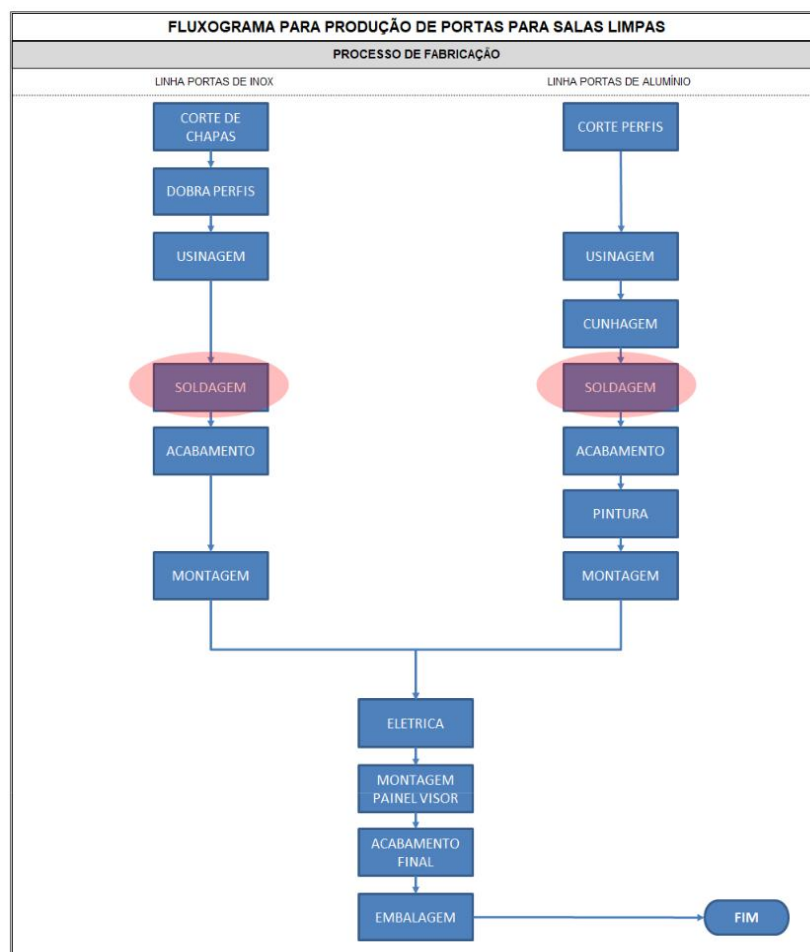 FLUXOGRAMA PARA PRODUÇÃO DE PORTAS PARA SALAS LIMPAS
PROCESSO DE FABRICAÇÃO
LINHA PORTAS DE INOX
CORTE DE
CHAPAS
DOBRA PERFIS
USINAGEM
SOLDAGEM
ACABAMENTO
MONTAGEM
LINHA PORTAS DE ALUMÍNIO
CORTE PERFIS
USINAGEM
CUNHAGEM
SOLDAGEM
ACABAMENTO
PINTURA
MONTAGEM
ELETRICA
MONTAGEM
PAINEL VISOR
ACABAMENTO
FINAL
EMBALAGEM
FIM